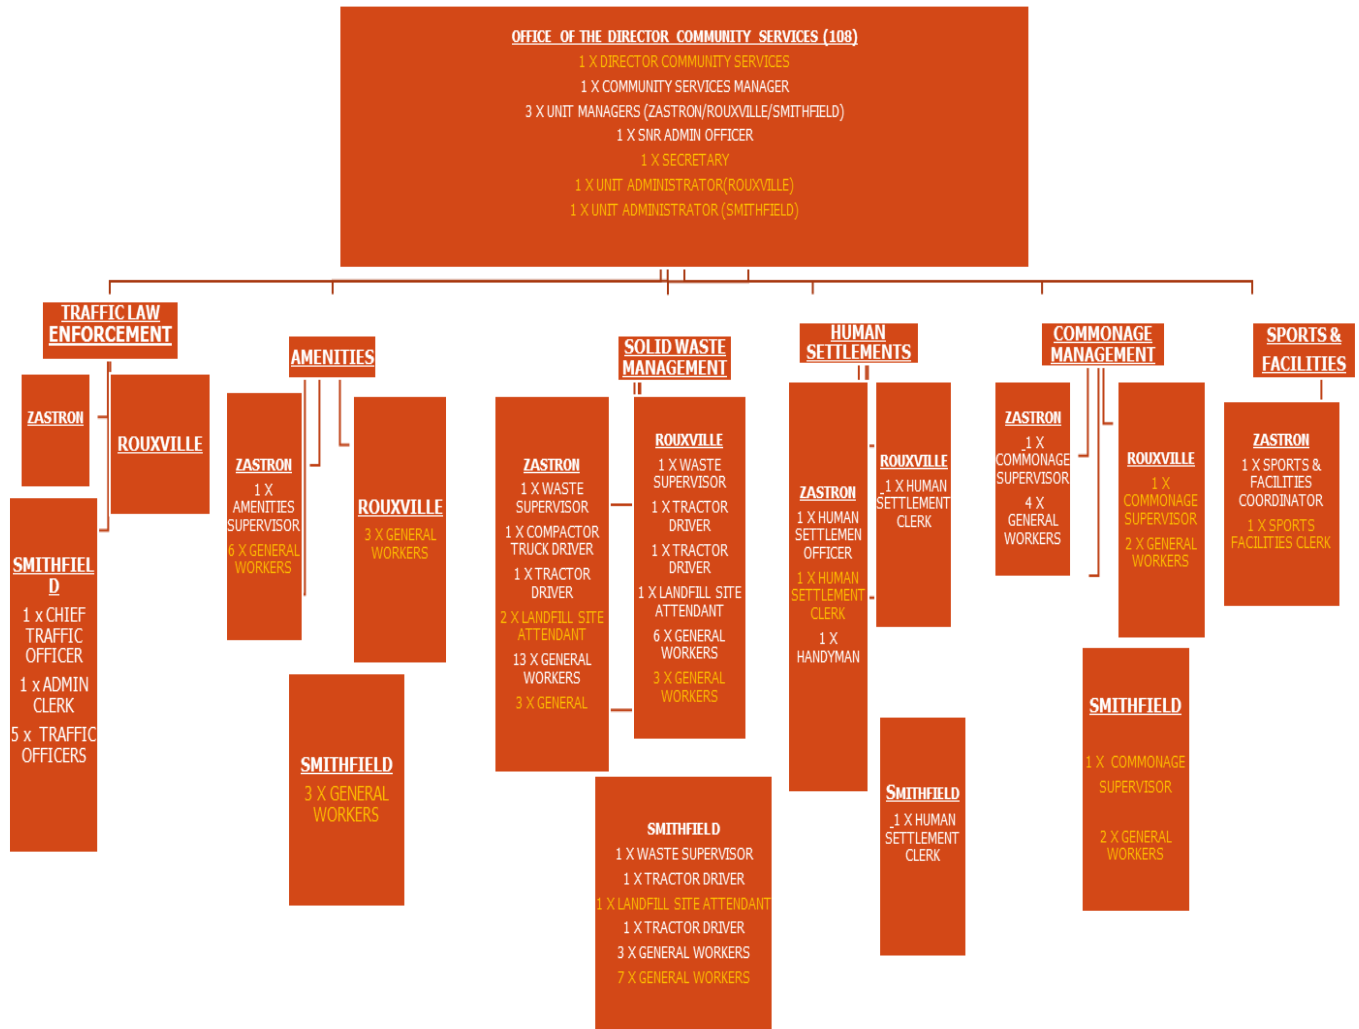 OFFICE OF THE DIRECTOR COMMUNITY SERVICES (108)
1 X DIRECTOR COMMUNITY SERVICES
1 X COMMUNITY SERVICES MANAGER
3 X UNIT MANAGERS (ZASTRON/ROUXVILLE/SMITHFIELD)
1 X SNR ADMIN OFFICER
1 X SECRETARY
1 X UNIT ADMINISTRATOR(ROUXVILLE)
1 X UNIT ADMINISTRATOR (SMITHFIELD)
TRAFFIC LAW
ENFORCEMENT
ZASTRON
ROUXVILLE
SMITHFIEL
D
1 x CHIEF
TRAFFIC
OFFICER
1 x ADMIN
CLERK
5 x TRAFFIC
OFFICERS
AMENITIES
ZASTRON
1 X
AMENITIES
SUPERVISOR
6 X GENERAL
WORKERS
ROUXVILLE
3 X GENERAL
WORKERS
SMITHFIELD
3 X GENERAL
WORKERS
SOLID WASTE
MANAGEMENT
ZASTRON
1 X WASTE
SUPERVISOR
1 X COMPACTOR
TRUCK DRIVER
1 X TRACTOR
DRIVER
2 X LANDFILL SITE
ATTENDANT
13 X GENERAL
WORKERS
3 X GENERAL
ROUXVILLE
1 X WASTE
SUPERVISOR
1 X TRACTOR
DRIVER
1 X TRACTOR
DRIVER
1 X LANDFILL SITE
ATTENDANT
6 X GENERAL
WORKERS
3 X GENERAL
WORKERS
SMITHFIELD
1 X WASTE SUPERVISOR
1 X TRACTOR DRIVER
1 X LANDFILL SITE ATTENDANT
1 X TRACTOR DRIVER
3 X GENERAL WORKERS
7 X GENERAL WORKERS
HUMAN
SETTLEMENTS
ZASTRON
1 X HUMAN
SETTLEMEN
OFFICER
1 X HUMAN
SETTLEMENT
CLERK
1 X
HANDYMAN
ROUXVILLE
1 X HUMAN
SETTLEMENT
CLERK
SMITHFIELD
1 X HUMAN
SETTLEMENT
CLERK
COMMONAGE
MANAGEMENT
ZASTRON
1 X
COMMONAGE
SUPERVISOR
4 X
GENERAL
WORKERS
ROUXVILLE
1 X
COMMONAGE
SUPERVISOR
2 X GENERAL
WORKERS
SMITHFIELD
1 X COMMONAGE
SUPERVISOR
2 X GENERAL
WORKERS
SPORTS &
FACILITIES
ZASTRON
1 X SPORTS &
FACILITIES
COORDINATOR
1 X SPORTS
FACILITIES CLERK